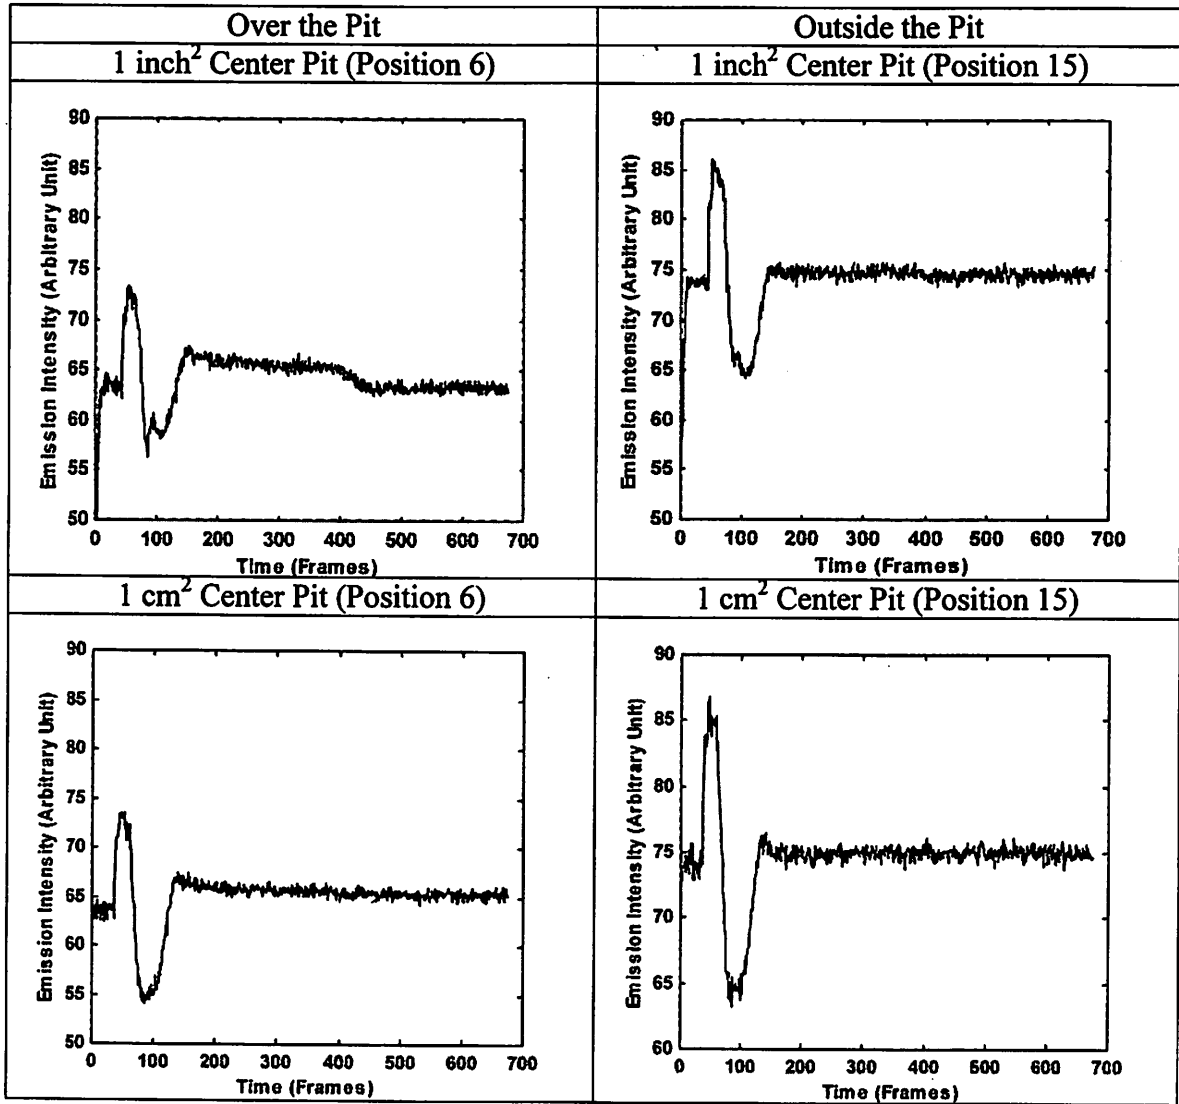 Over the Pit
Outside the Pit
1 inch² Center Pit (Position 6)
1 inch² Center Pit (Position 15)
90
85
80
75
70
65
60
55
50
Emission Intensity (Arbitrary Unit)
0 100 200 300 400 500 600 700
Time (Frames)
90
85
80
75
70
65
60
55
50
Emission Intensity (Arbitrary Unit)
0 100 200 300 400 500 600 700
Time (Frames)
1 cm² Center Pit (Position 6)
1 cm² Center Pit (Position 15)
90
85
80
75
70
65
60
55
50
Emission Intensity (Arbitrary Unit)
0 100 200 300 400 500 600 700
Time (Frames)
90
85
80
75
70
65
60
Emission Intensity (Arbitrary Unit)
0 100 200 300 400 500 600 700
Time (Frames)